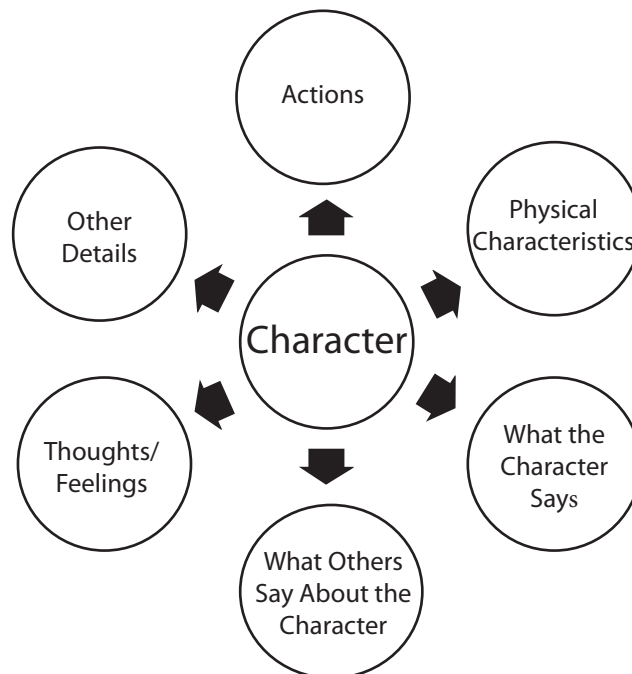 Actions
Other
Details
Physical
Characteristics
Character
Thoughts/
Feelings
What the
Character
Says
What Others
Say About the
Character